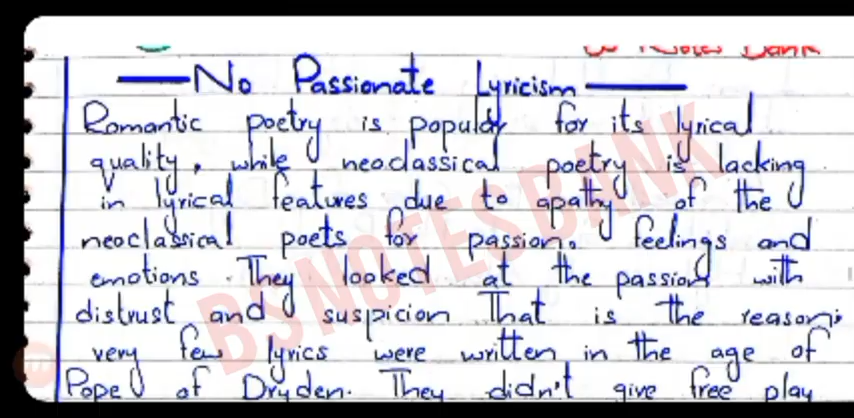 Notes Bank
No Passionate Lyricism
Romantic poetry is popular for its lyrical
quality, while neoclassical poetry is lacking
in lyrical features due to apathy of the
neoclassical poets for passion, feelings and
emotions. They looked at the passion with
distrust and suspicion That is the reason,
very few lyrics were written in the age of
Pope of Dryden. They didn't give free play
BSNOTESBANK